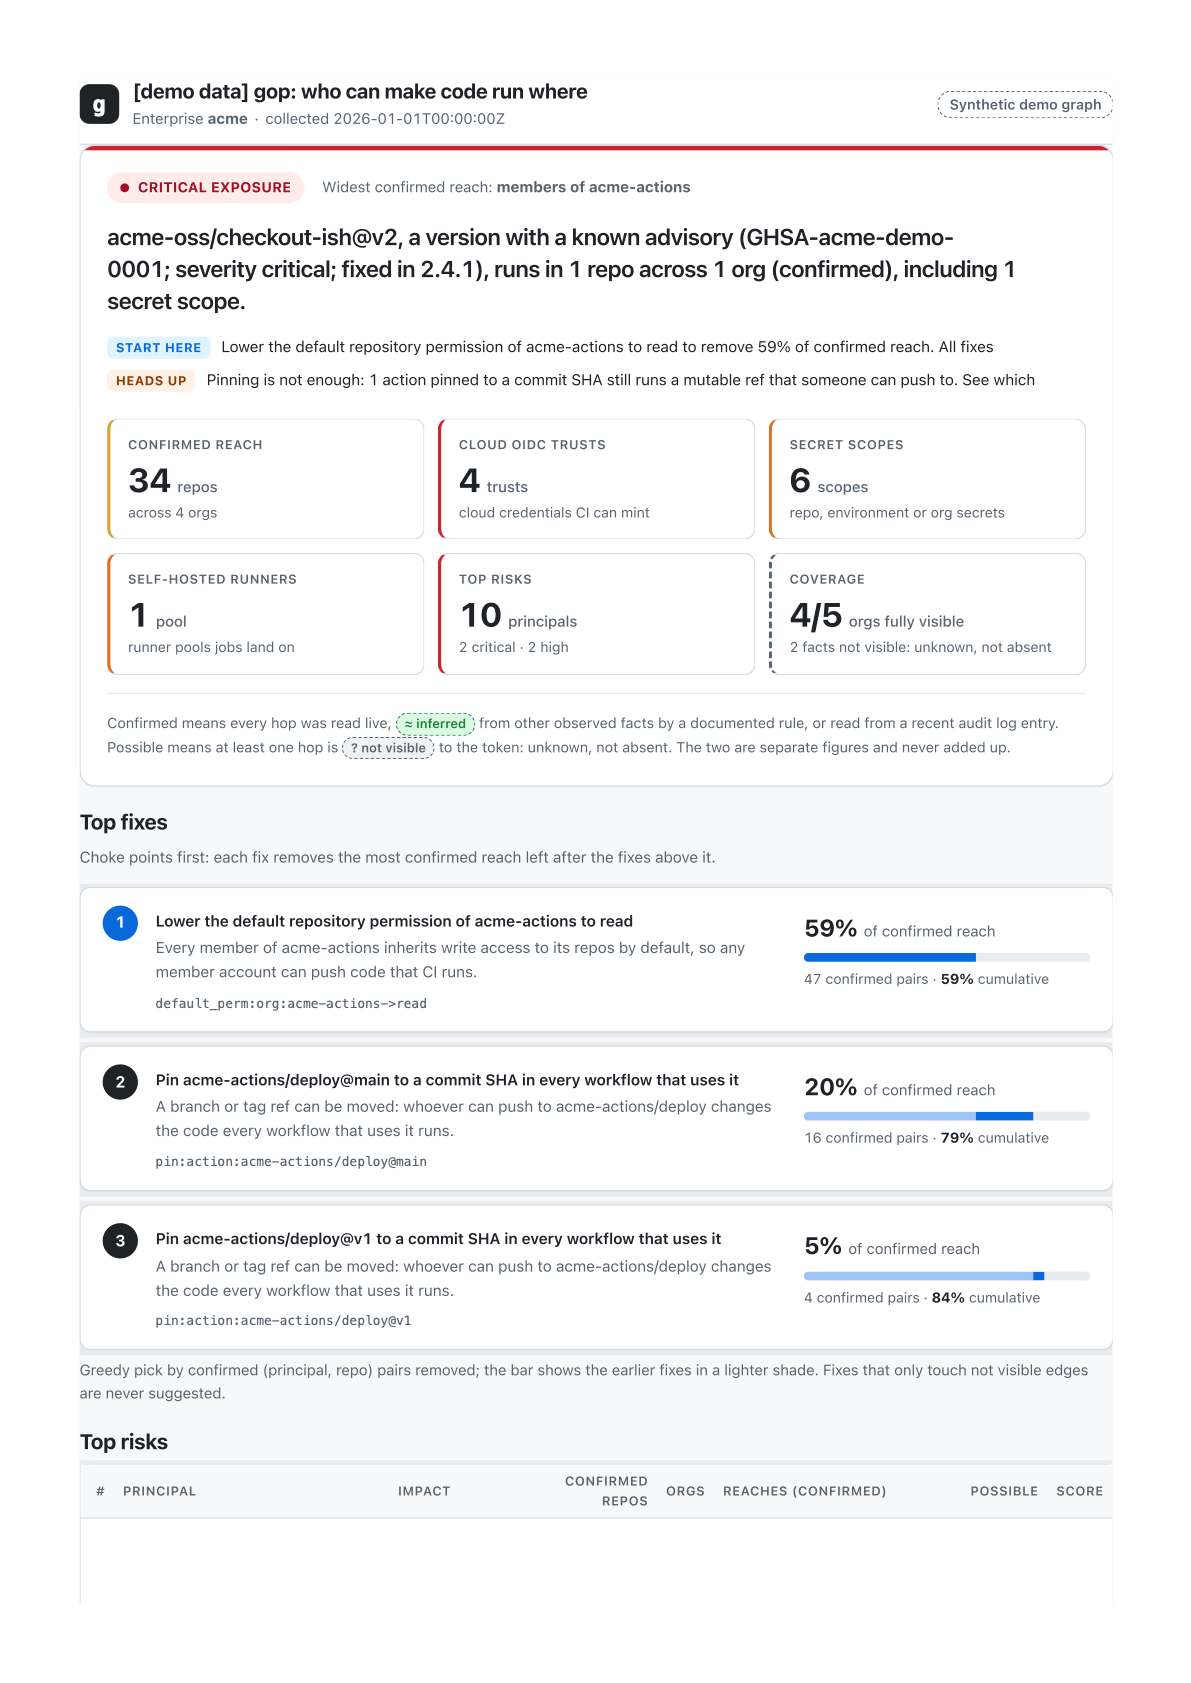 g
[demo data] gop: who can make code run where
Enterprise acme · collected 2026-01-01T00:00:00Z
Synthetic demo graph
CRITICAL EXPOSURE
Widest confirmed reach: members of acme-actions
acme-oss/checkout-ish@v2, a version with a known advisory (GHSA-acme-demo-
0001; severity critical; fixed in 2.4.1), runs in 1 repo across 1 org (confirmed), including 1
secret scope.
START HERE Lower the default repository permission of acme-actions to read to remove 59% of confirmed reach. All fixes
HEADS UP Pinning is not enough: 1 action pinned to a commit SHA still runs a mutable ref that someone can push to. See which
CONFIRMED REACH
34 repos
across 4 orgs
CLOUD OIDC TRUSTS
4 trusts
cloud credentials CI can mint
SECRET SCOPES
6 scopes
repo, environment or org secrets
SELF-HOSTED RUNNERS
1 pool
runner pools jobs land on
TOP RISKS
10 principals
2 critical · 2 high
COVERAGE
4/5 orgs fully visible
2 facts not visible: unknown, not absent
Confirmed means every hop was read live, ≈ inferred from other observed facts by a documented rule, or read from a recent audit log entry.
Possible means at least one hop is ? not visible to the token: unknown, not absent. The two are separate figures and never added up.
Top fixes
Choke points first: each fix removes the most confirmed reach left after the fixes above it.
1
Lower the default repository permission of acme-actions to read
Every member of acme-actions inherits write access to its repos by default, so any
member account can push code that CI runs.
default_perm:org:acme-actions->read
59% of confirmed reach
47 confirmed pairs · 59% cumulative
2
Pin acme-actions/deploy@main to a commit SHA in every workflow that uses it
A branch or tag ref can be moved: whoever can push to acme-actions/deploy changes
the code every workflow that uses it runs.
pin:action:acme-actions/deploy@main
20% of confirmed reach
16 confirmed pairs · 79% cumulative
3
Pin acme-actions/deploy@v1 to a commit SHA in every workflow that uses it
A branch or tag ref can be moved: whoever can push to acme-actions/deploy changes
the code every workflow that uses it runs.
pin:action:acme-actions/deploy@v1
5% of confirmed reach
4 confirmed pairs · 84% cumulative
Greedy pick by confirmed (principal, repo) pairs removed; the bar shows the earlier fixes in a lighter shade. Fixes that only touch not visible edges
are never suggested.
Top risks
# PRINCIPAL IMPACT CONFIRMED REPOS ORGS REACHES (CONFIRMED) POSSIBLE SCORE